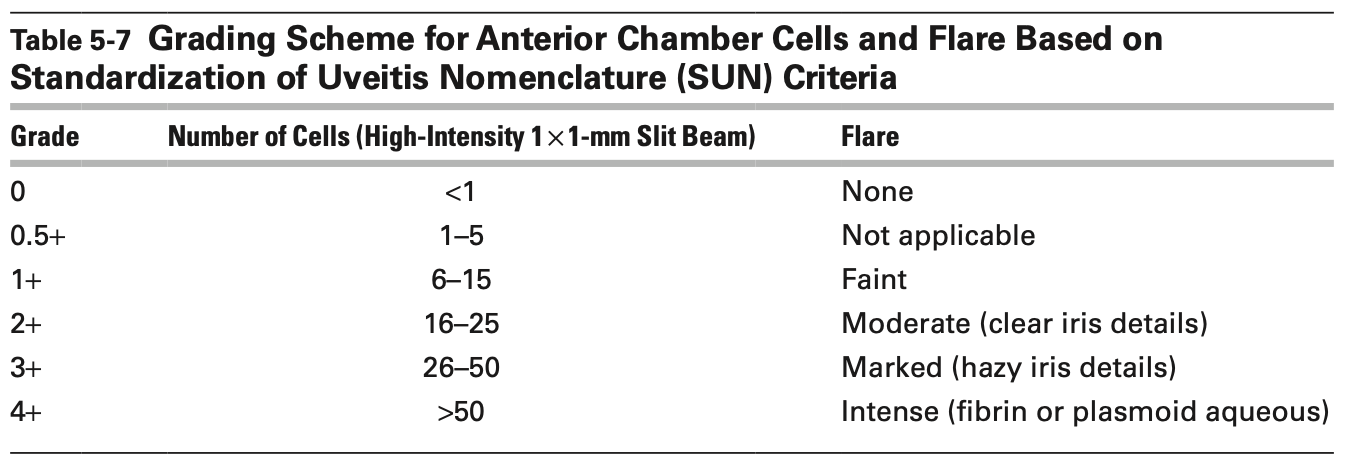 Table 5-7 Grading Scheme for Anterior Chamber Cells and Flare Based on
Standardization of Uveitis Nomenclature (SUN) Criteria
Grade Number of Cells (High-Intensity 1×1-mm Slit Beam) Flare
0 <1 None
0.5+ 1–5 Not applicable
1+ 6–15 Faint
2+ 16–25 Moderate (clear iris details)
3+ 26–50 Marked (hazy iris details)
4+ >50 Intense (fibrin or plasmoid aqueous)